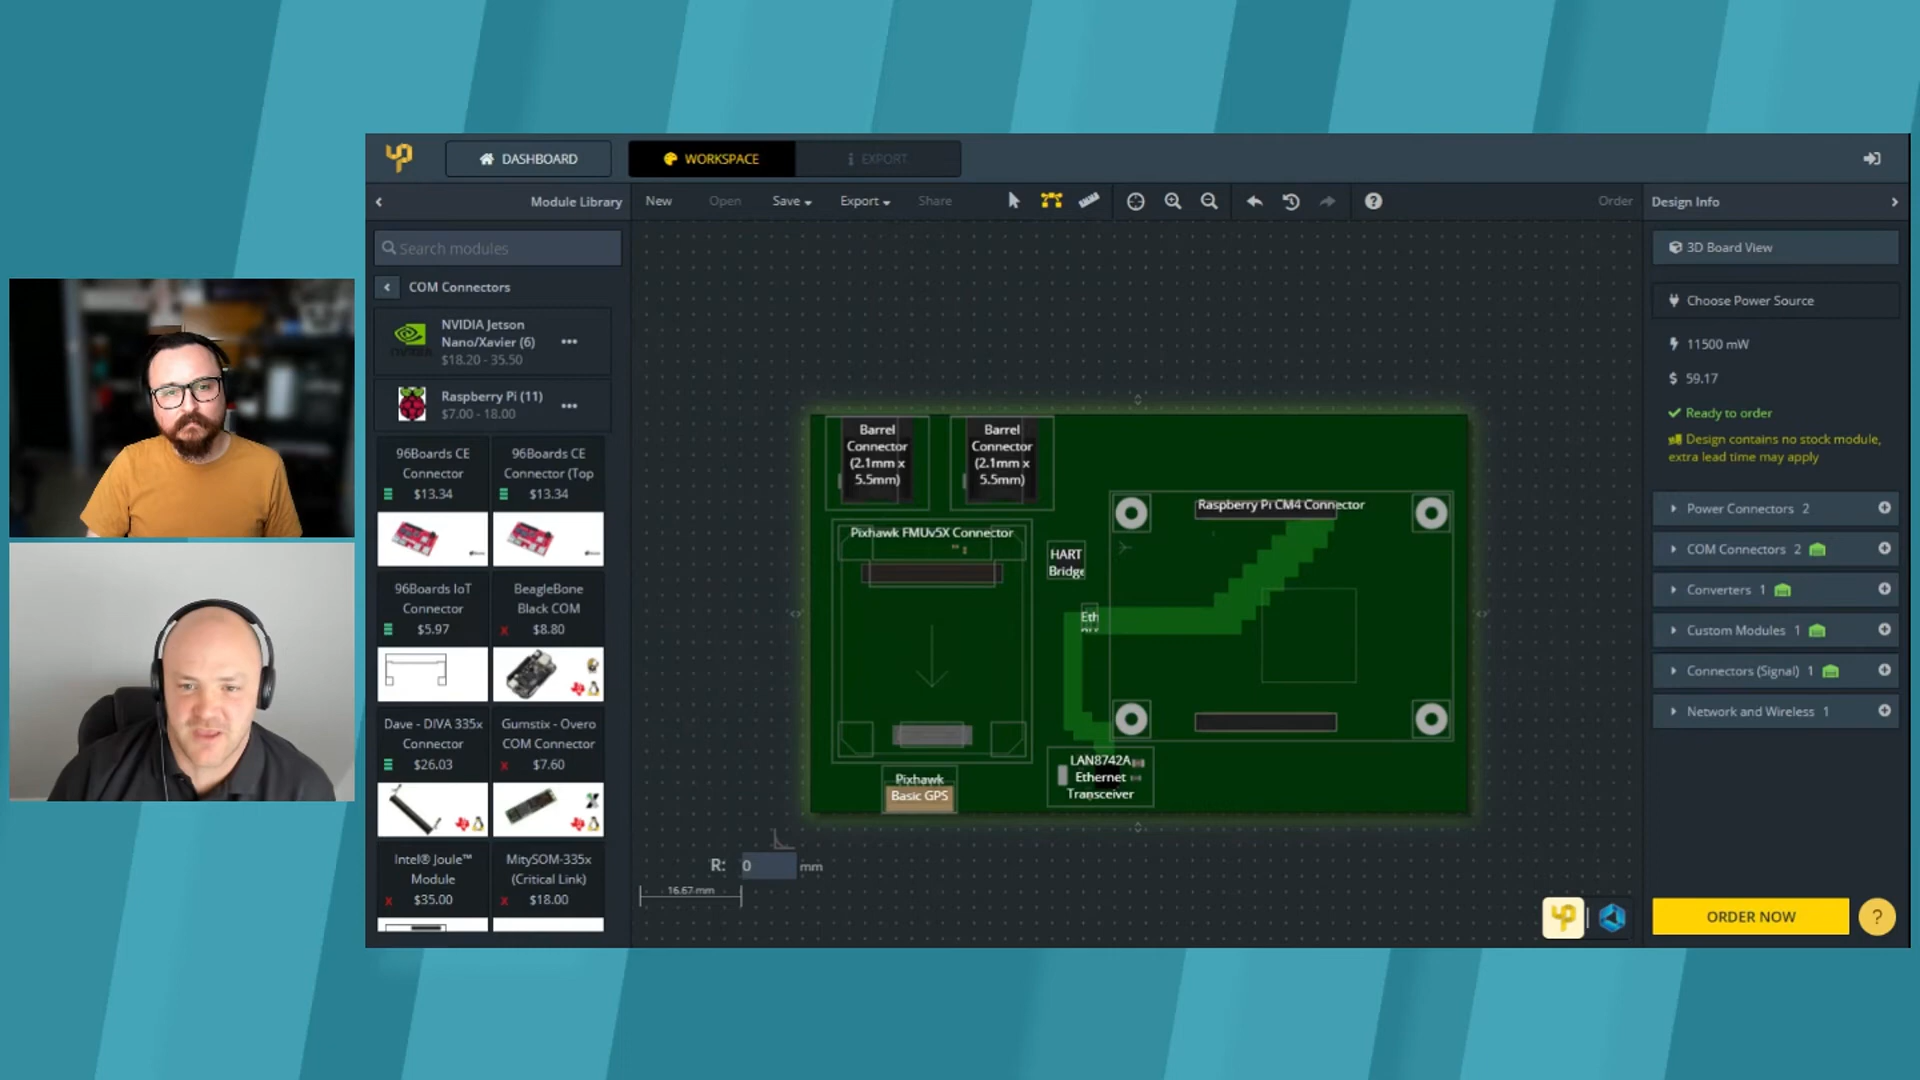 DASHBOARD
WORKSPACE
EXPORT
Module Library
New
Open
Save
Export
Share
Order
Design Info
Search modules
COM Connectors
NVIDIA Jetson
Nano/Xavier (6)
$18.20 - 35.50
Raspberry Pi (11)
$7.00 - 18.00
96Boards CE
Connector
$13.34
96Boards CE
Connector (Top
$13.34
96Boards IoT
Connector
$5.97
BeagleBone
Black COM
$8.80
Dave - DIVA 335x
Connector
$26.03
Gumstix - Overo
COM Connector
$7.60
Intel® Joule™
Module
$35.00
MitySOM-335x
(Critical Link)
$18.00
Barrel
Connector
(2.1mm x
5.5mm)
Barrel
Connector
(2.1mm x
5.5mm)
Pixhawk FMUv5X Connector
HART
Bridge
Eth
Raspberry Pi CM4 Connector
LAN8742A
Ethernet
Transceiver
Pixhawk
Basic GPS
R: 0 mm
16.67 mm
3D Board View
Choose Power Source
11500 mW
$ 59.17
Ready to order
Design contains no stock module,
extra lead time may apply
Power Connectors 2
COM Connectors 2
Converters 1
Custom Modules 1
Connectors (Signal) 1
Network and Wireless 1
ORDER NOW
?